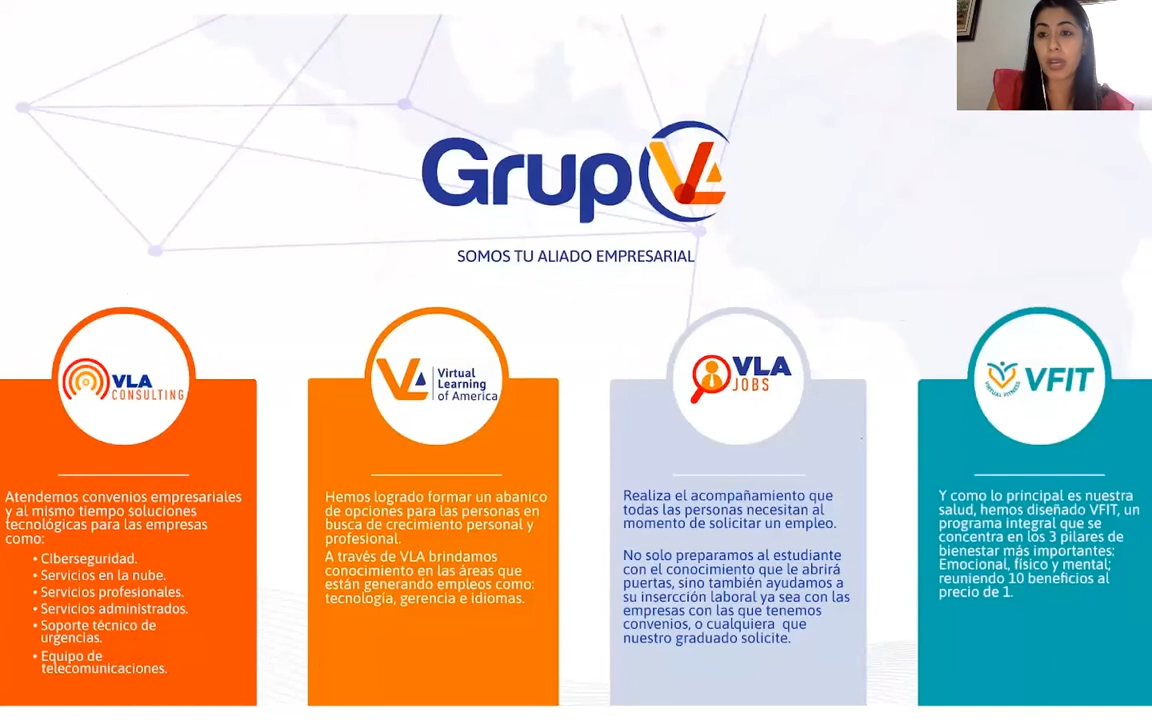 Grupo VLA
SOMOS TU ALIADO EMPRESARIAL
VLA
CONSULTING
Atendemos convenios empresariales
y al mismo tiempo soluciones
tecnológicas para las empresas
como:
• Ciberseguridad.
• Servicios en la nube.
• Servicios profesionales.
• Servicios administrados.
• Soporte técnico de
urgencias.
• Equipo de
telecomunicaciones.
VLA
Virtual
Learning
of America
Hemos logrado formar un abanico
de opciones para las personas en
busca de crecimiento personal y
profesional.
A través de VLA brindamos
conocimiento en las áreas que
están generando empleos como:
tecnología, gerencia e idiomas.
VLA
JOBS
Realiza el acompañamiento que
todas las personas necesitan al
momento de solicitar un empleo.
No solo preparamos al estudiante
con el conocimiento que le abrirá
puertas, sino también ayudamos a
su insercción laboral ya sea con las
empresas con las que tenemos
convenios, o cualquiera que
nuestro graduado solicite.
VIRTUAL FITNESS
VFIT
Y como lo principal es nuestra
salud, hemos diseñado VFIT, un
programa integral que se
concentra en los 3 pilares de
bienestar más importantes:
Emocional, físico y mental;
reuniendo 10 beneficios al
precio de 1.